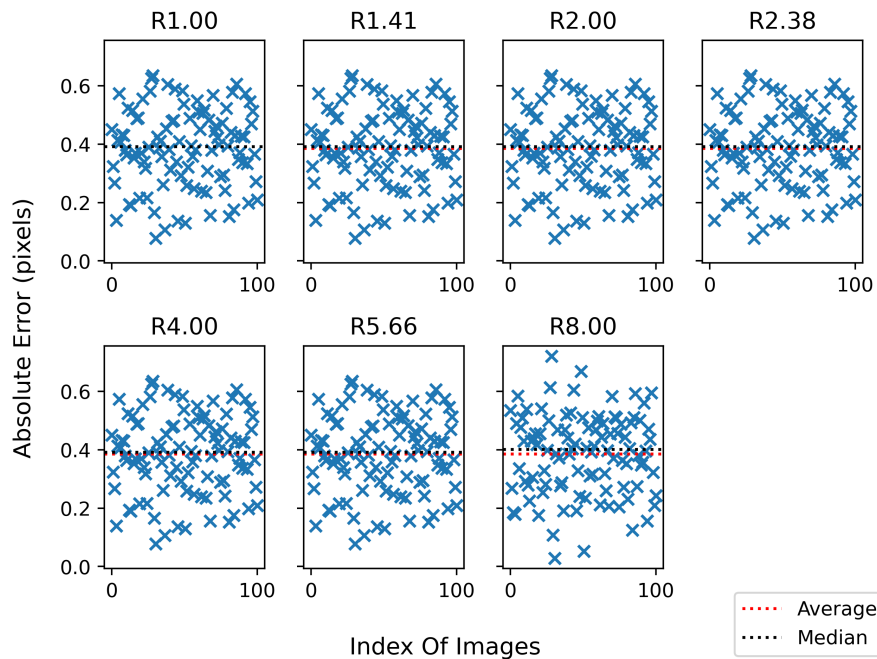 R1.00 R1.41 R2.00 R2.38
0.6
0.4
0.2
0.0
0 100 0 100 0 100 0 100
Absolute Error (pixels)
R4.00 R5.66 R8.00
0.6
0.4
0.2
0.0
0 100 0 100 0 100
Index Of Images
Average
Median